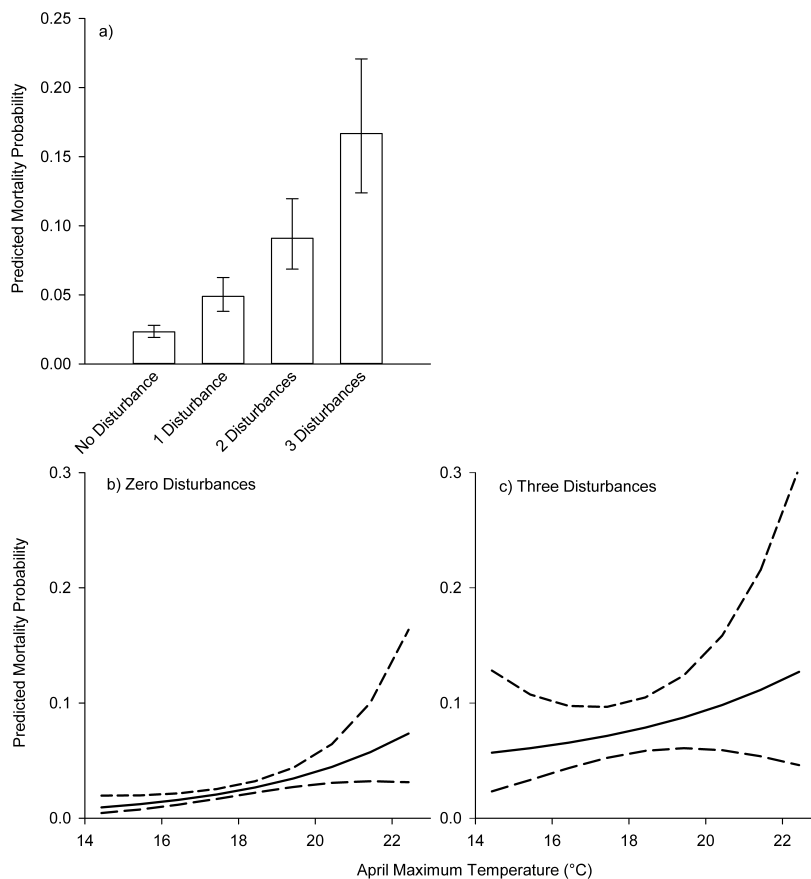 a)
0.25
0.20
0.15
0.10
0.05
0.00
Predicted Mortality Probability
No Disturbance
1 Disturbance
2 Disturbances
3 Disturbances
b) Zero Disturbances
0.3
0.2
0.1
0.0
Predicted Mortality Probability
14 16 18 20 22
c) Three Disturbances
0.3
0.2
0.1
0.0
14 16 18 20 22
April Maximum Temperature (°C)